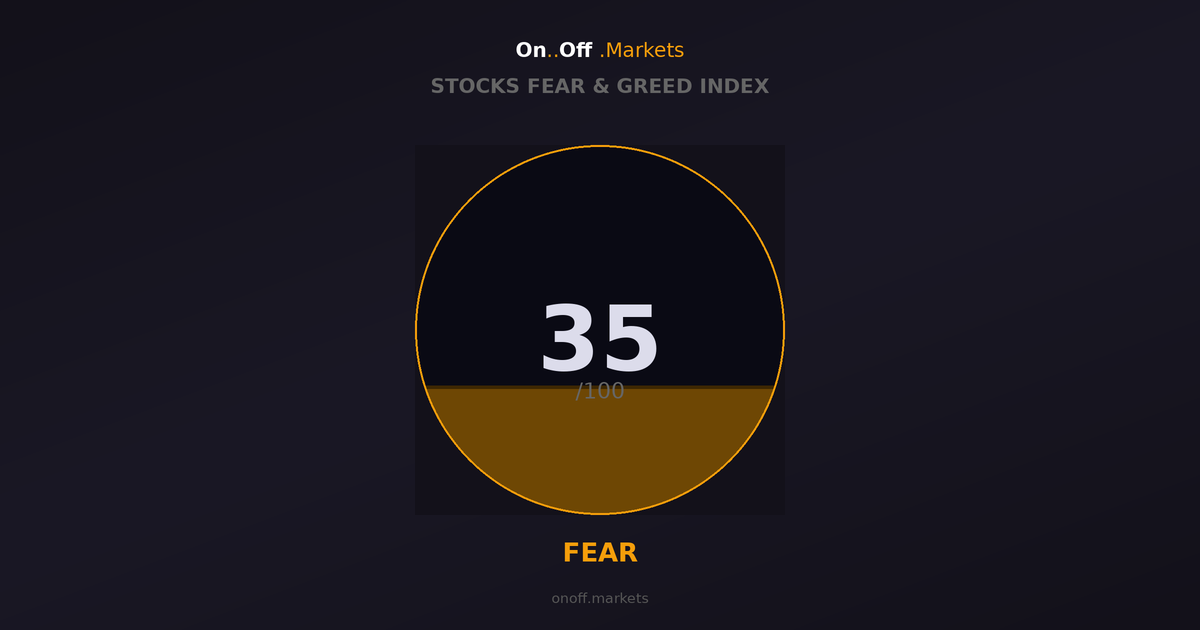 On..Off .Markets
STOCKS FEAR & GREED INDEX
35
/100
FEAR
onoff.markets